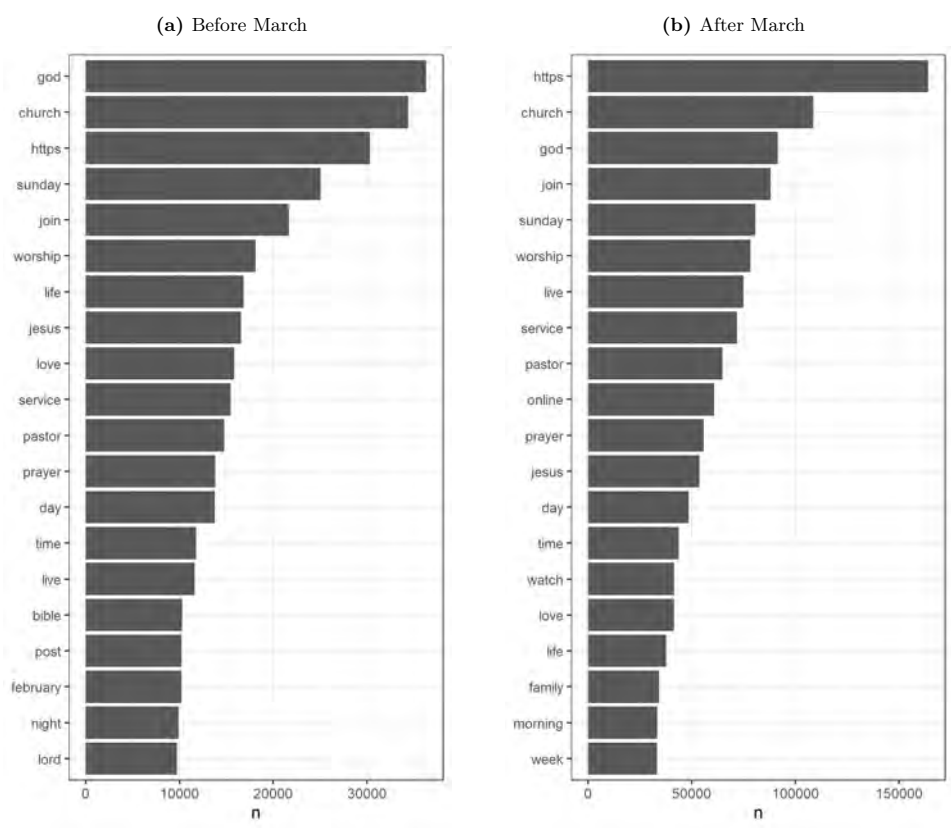 (a) Before March
god
church
https
sunday
join
worship
life
jesus
love
service
pastor
prayer
day
time
live
bible
post
february
night
lord
0 10000 20000 30000
n
(b) After March
https
church
god
join
sunday
worship
live
service
pastor
online
prayer
jesus
day
time
watch
love
life
family
morning
week
0 50000 100000 150000
n